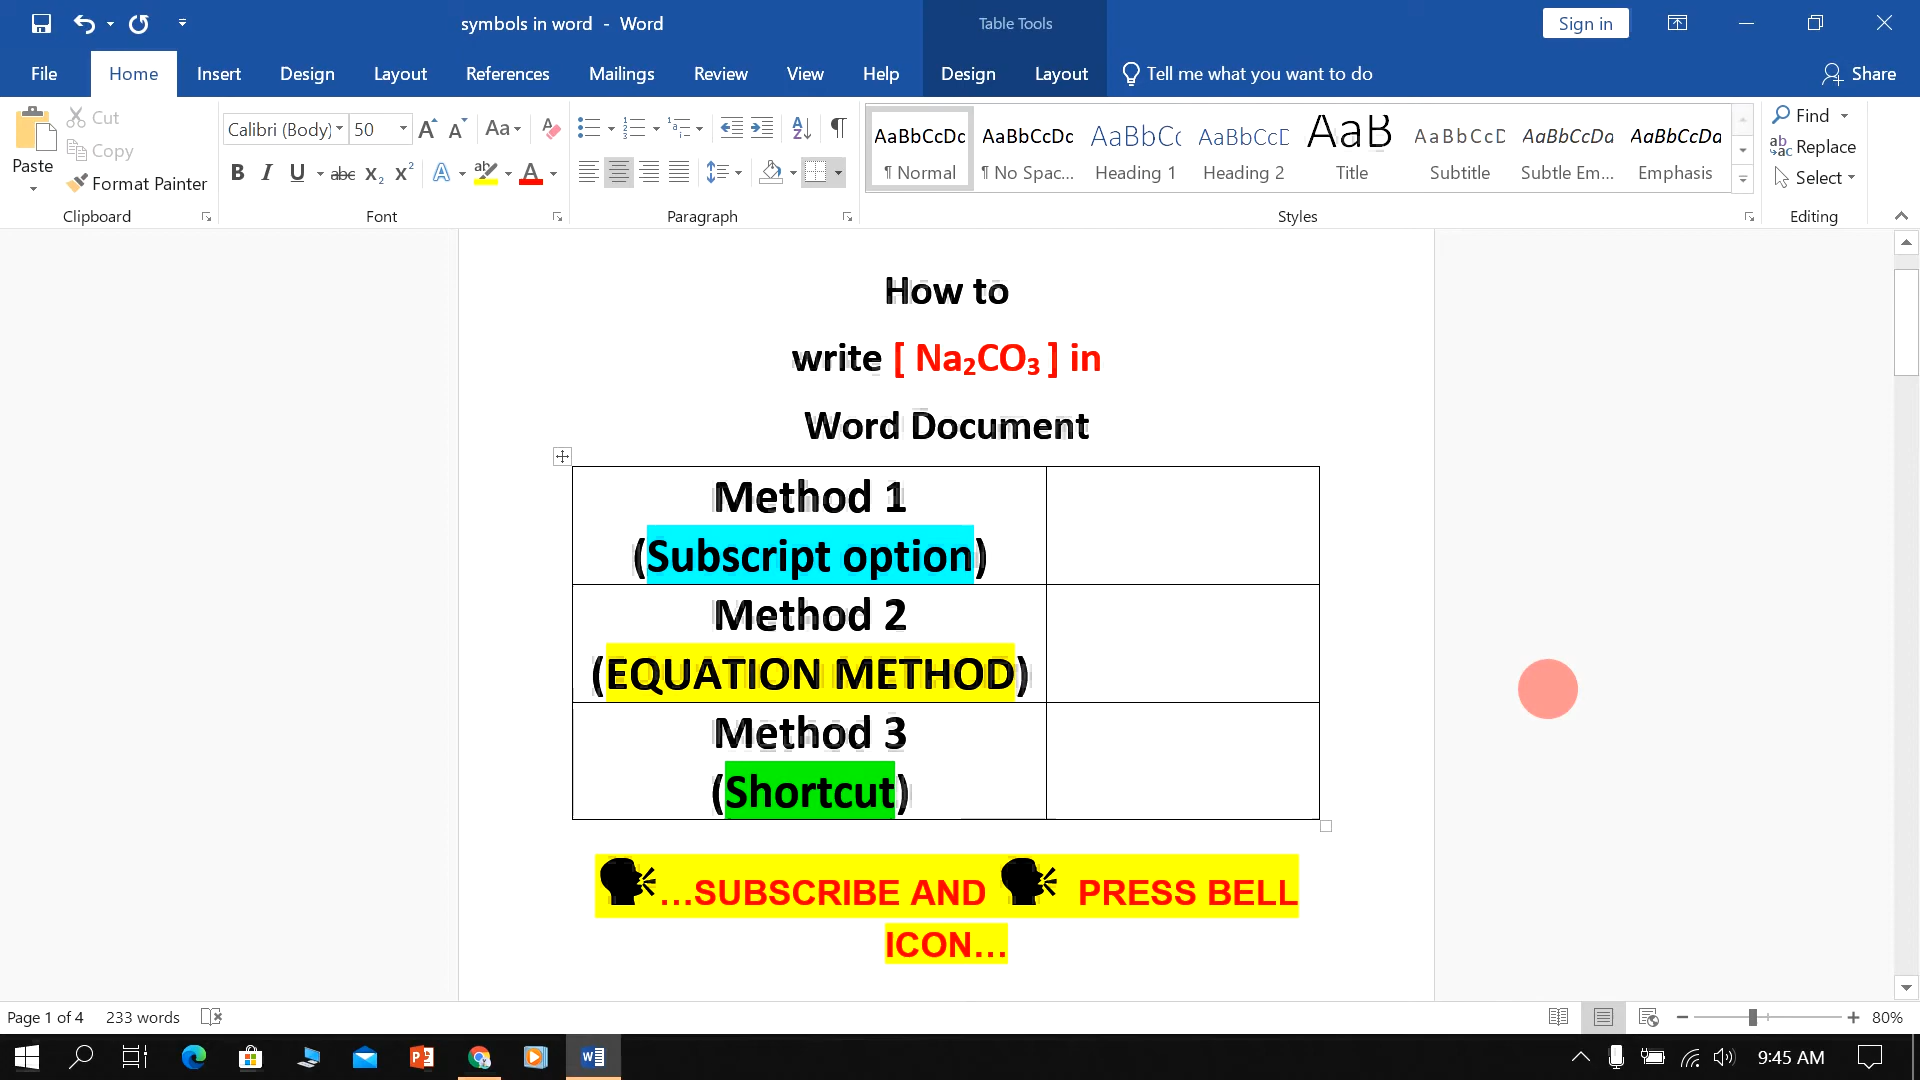 symbols in word - Word
Table Tools
Sign in
File Home Insert Design Layout References Mailings Review View Help Design Layout Tell me what you want to do Share
Paste
Cut
Copy
Format Painter
Clipboard
Calibri (Body) 50
Font
Paragraph
AaBbCcDc AaBbCcDc AaBbCc AaBbCcD AaB AaBbCcD AaBbCcDa AaBbCcDa
¶ Normal ¶ No Spac... Heading 1 Heading 2 Title Subtitle Subtle Em... Emphasis
Styles
Find
Replace
Select
Editing
How to
write [ Na₂CO₃ ] in
Word Document
Method 1
(Subscript option)
Method 2
(EQUATION METHOD)
Method 3
(Shortcut)
...SUBSCRIBE AND PRESS BELL
ICON...
Page 1 of 4 233 words 80%
9:45 AM